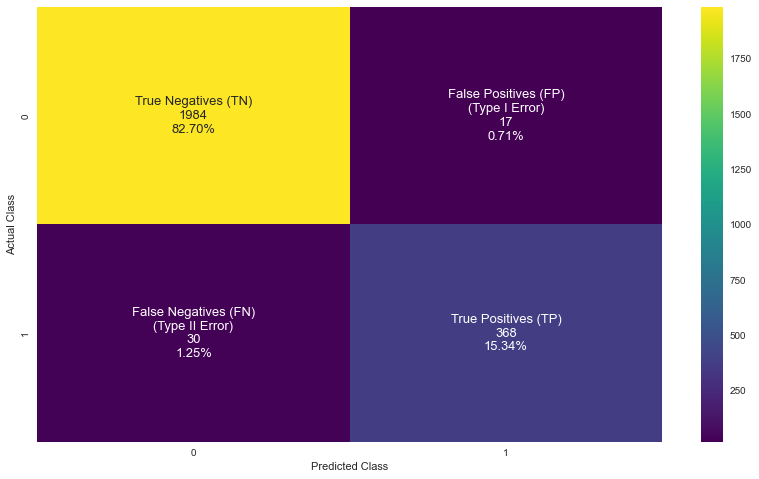 True Negatives (TN)
1984
82.70%
False Positives (FP)
(Type I Error)
17
0.71%
False Negatives (FN)
(Type II Error)
30
1.25%
True Positives (TP)
368
15.34%
0
1
Actual Class
0
1
Predicted Class
1750
1500
1250
1000
750
500
250